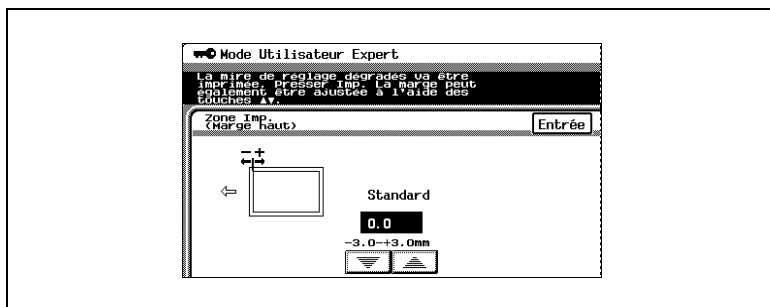 Mode Utilisateur Expert
La mire de réglage dégradés va être
imprimée. Presser Imp. La marge peut
également être ajustée à l'aide des
touches ▲▼.
Zone Imp.
(Marge haut)
Entrée
− +
Standard
0.0
-3.0-+3.0mm